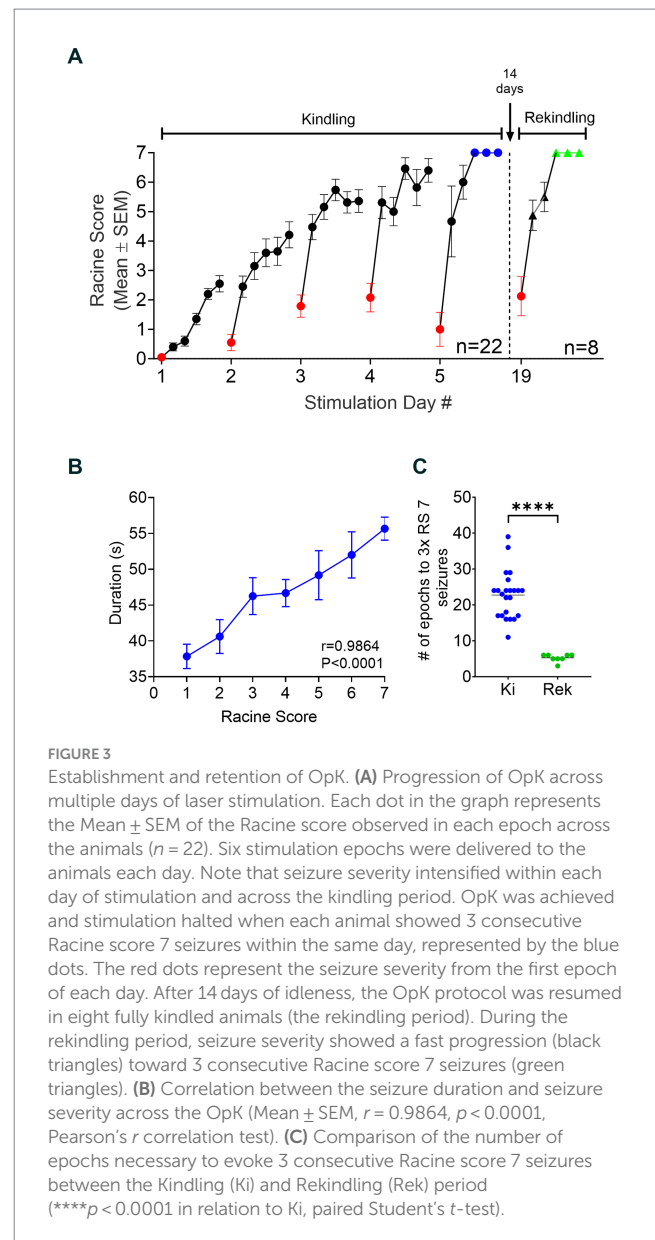 A
14
days
Kindling
Rekindling
Racine Score
(Mean ± SEM)
7
6
5
4
3
2
1
0
n=22
n=8
1 2 3 4 5 19
Stimulation Day #
B
C
Duration (s)
60
55
50
45
40
35
r=0.9864
P<0.0001
0 1 2 3 4 5 6 7
Racine Score
# of epochs to 3x RS 7
seizures
50
40
30
20
10
0
****
Ki Rek
FIGURE 3
Establishment and retention of OpK. (A) Progression of OpK across
multiple days of laser stimulation. Each dot in the graph represents
the Mean ± SEM of the Racine score observed in each epoch across
the animals (n = 22). Six stimulation epochs were delivered to the
animals each day. Note that seizure severity intensified within each
day of stimulation and across the kindling period. OpK was achieved
and stimulation halted when each animal showed 3 consecutive
Racine score 7 seizures within the same day, represented by the blue
dots. The red dots represent the seizure severity from the first epoch
of each day. After 14 days of idleness, the OpK protocol was resumed
in eight fully kindled animals (the rekindling period). During the
rekindling period, seizure severity showed a fast progression (black
triangles) toward 3 consecutive Racine score 7 seizures (green
triangles). (B) Correlation between the seizure duration and seizure
severity across the OpK (Mean ± SEM, r = 0.9864, p < 0.0001,
Pearson's r correlation test). (C) Comparison of the number of
epochs necessary to evoke 3 consecutive Racine score 7 seizures
between the Kindling (Ki) and Rekindling (Rek) period
(****p < 0.0001 in relation to Ki, paired Student's t-test).